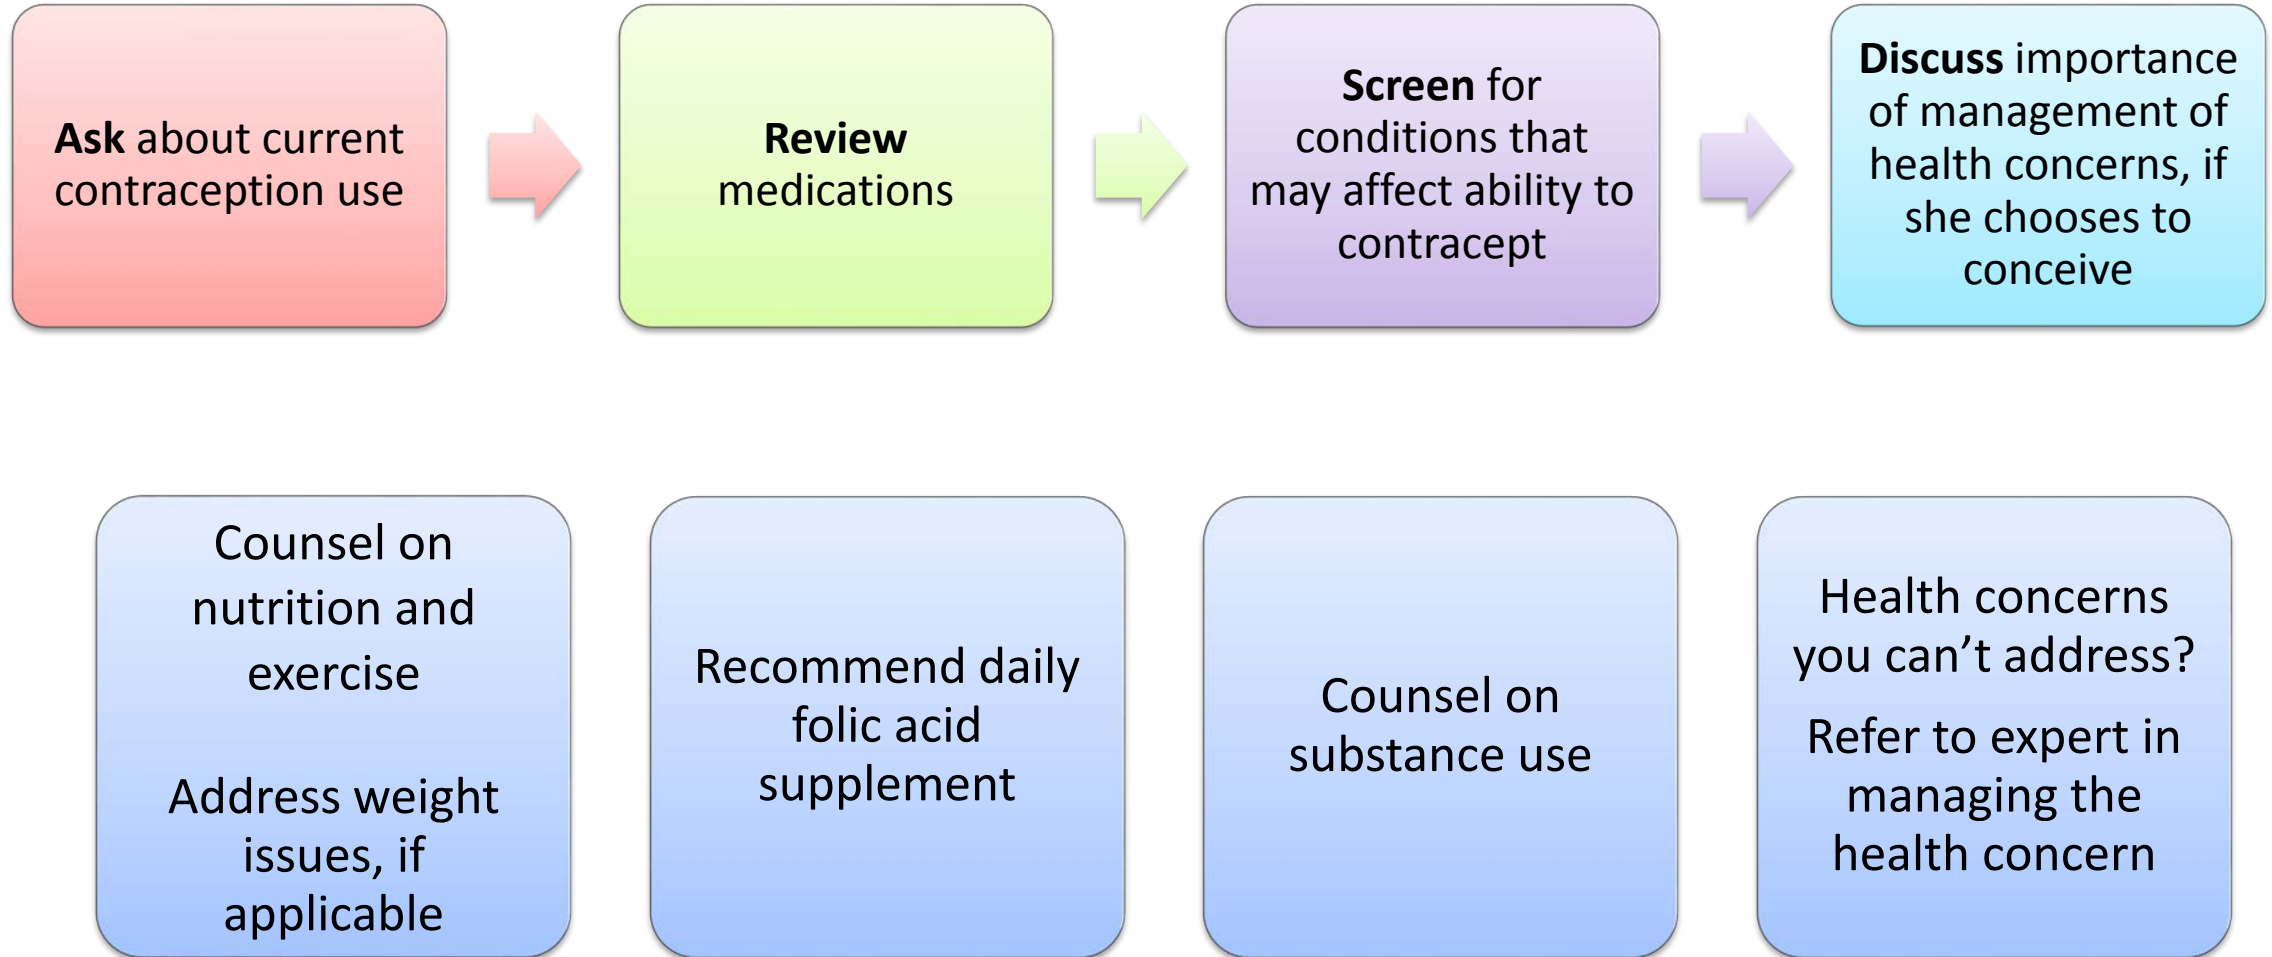 Ask about current
contraception use
Review
medications
Screen for
conditions that
may affect ability to
contracept
Discuss importance
of management of
health concerns, if
she chooses to
conceive
Counsel on
nutrition and
exercise
Address weight
issues, if
applicable
Recommend daily
folic acid
supplement
Counsel on
substance use
Health concerns
you can’t address?
Refer to expert in
managing the
health concern